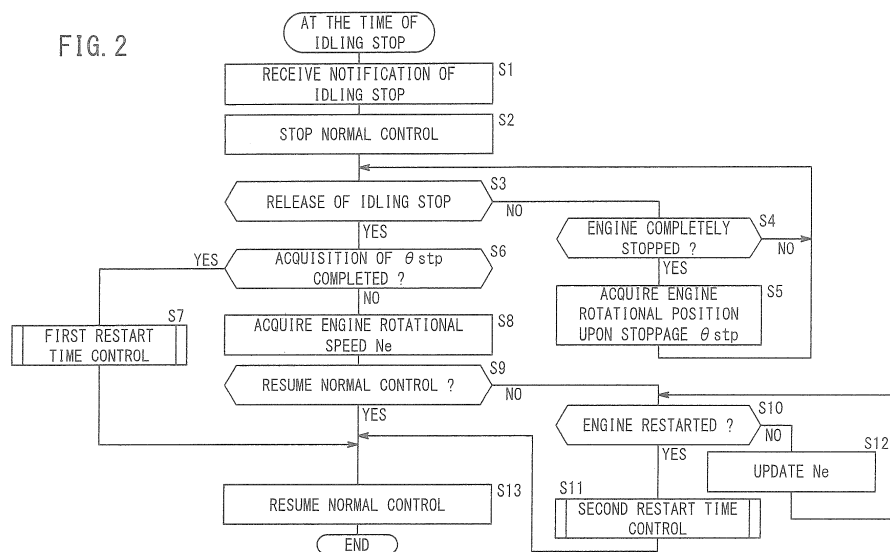 FIG. 2
AT THE TIME OF
IDLING STOP
S1
RECEIVE NOTIFICATION OF
IDLING STOP
S2
STOP NORMAL CONTROL
S3
RELEASE OF IDLING STOP
NO
YES
S4
ENGINE COMPLETELY
STOPPED ?
NO
YES
S5
ACQUIRE ENGINE
ROTATIONAL POSITION
UPON STOPPAGE θ stp
S6
ACQUISITION OF θ stp
COMPLETED ?
YES
NO
S7
FIRST RESTART
TIME CONTROL
S8
ACQUIRE ENGINE ROTATIONAL
SPEED Ne
S9
RESUME NORMAL CONTROL ?
NO
YES
S10
ENGINE RESTARTED ?
NO
YES
S12
UPDATE Ne
S11
SECOND RESTART TIME
CONTROL
S13
RESUME NORMAL CONTROL
END